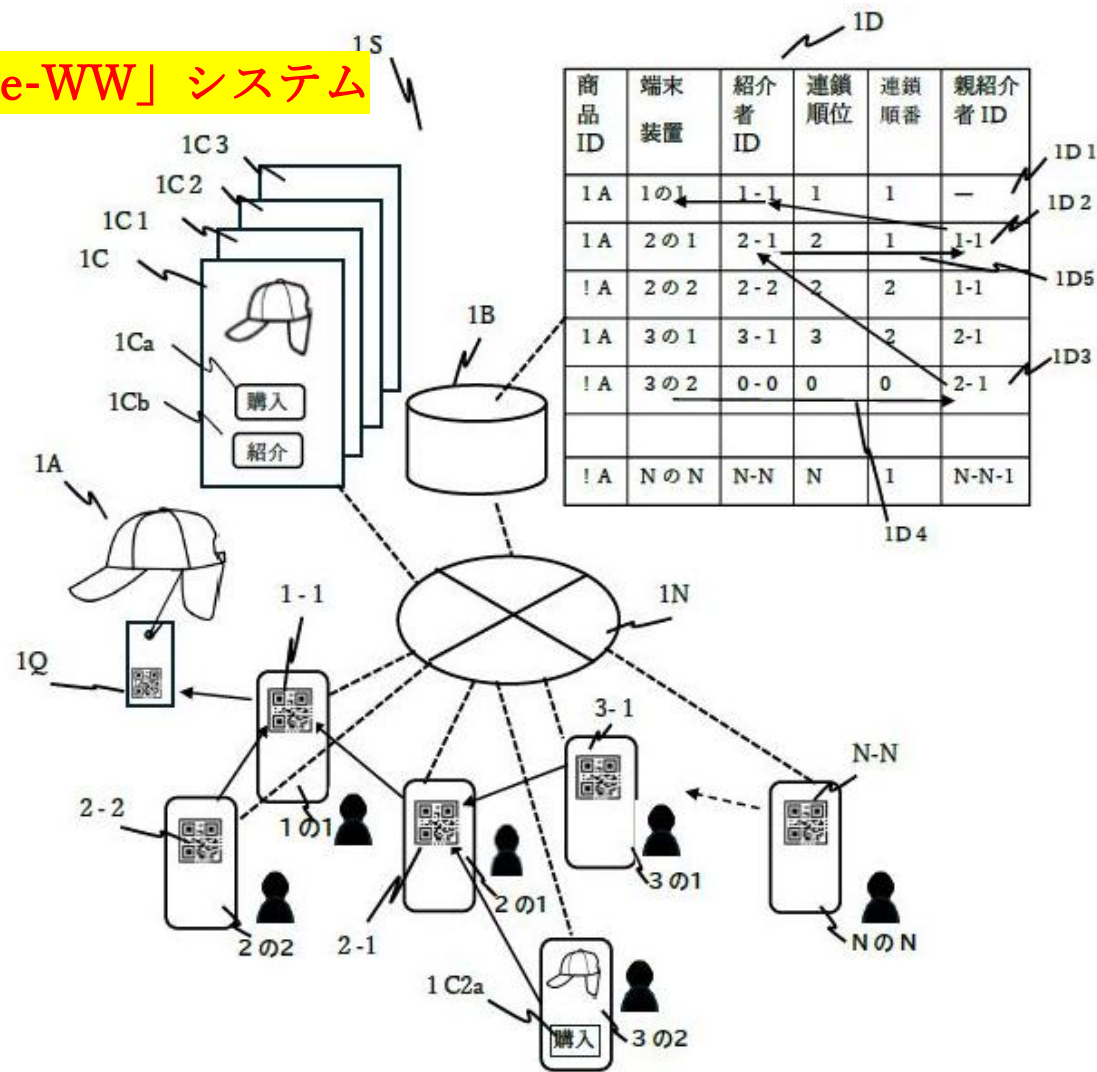 e-WW」システム
1S
1D
商品ID 端末装置 紹介者ID 連鎖順位 連鎖順番 親紹介者ID
1A 1の1 1-1 1 1 —
1A 2の1 2-1 2 1 1-1
!A 2の2 2-2 2 2 1-1
1A 3の1 3-1 3 2 2-1
!A 3の2 0-0 0 0 2-1
!A NのN N-N N 1 N-N-1
1D1
1D2
1D5
1D3
1D4
1C3
1C2
1C1
1C
1Ca
1Cb
購入
紹介
1B
1A
1Q
1-1
1N
3-1
N-N
2-2
1の1
2の1
3の1
2の2
2-1
NのN
1C2a
購入
3の2